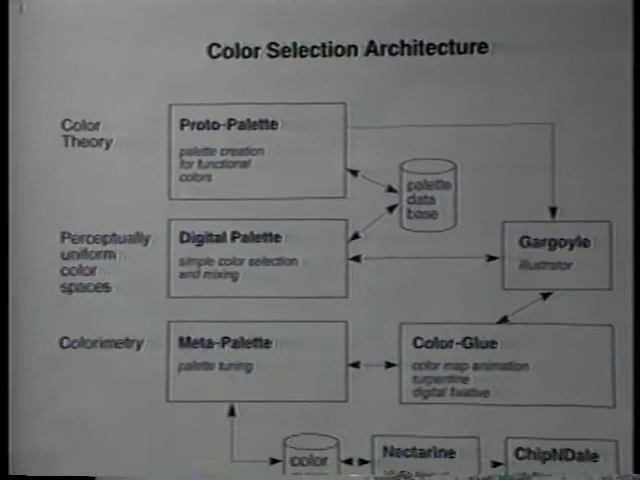 Color Selection Architecture
Color
Theory
Proto-Palette
palette creation
for functional
colors
palette
data
base
Perceptually
uniform
color
spaces
Digital Palette
simple color selection
and mixing
Gargoyle
illustrator
Colorimetry
Meta-Palette
palette tuning
Color-Glue
color map animation
turpentine
digital fixative
color
Nectarine
ChipNDale